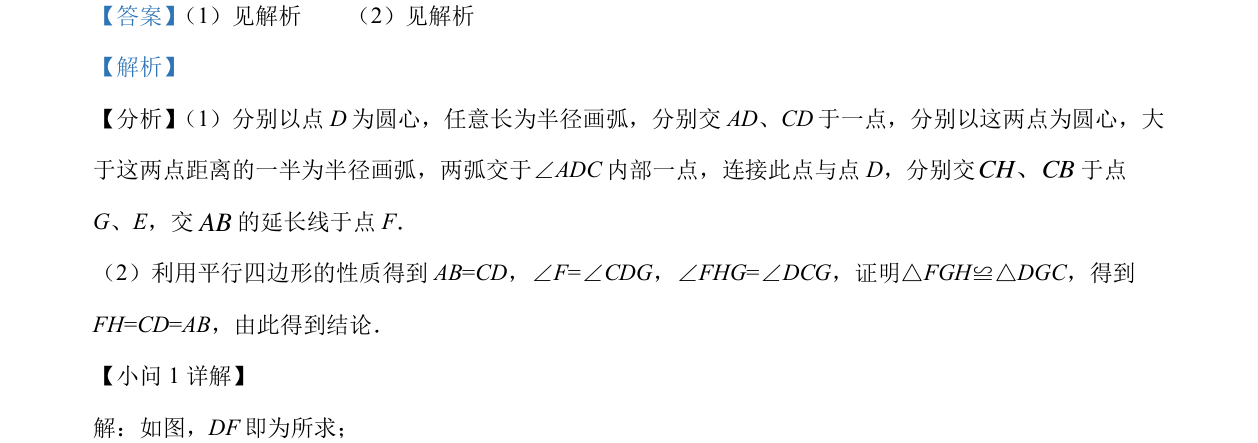 【答案】（1）见解析 （2）见解析
【解析】
【分析】（1）分别以点 D 为圆心，任意长为半径画弧，分别交 AD、CD 于一点，分别以这两点为圆心，大
于这两点距离的一半为半径画弧，两弧交于∠ADC 内部一点，连接此点与点 D，分别交CH、CB 于点
G、E，交 AB 的延长线于点 F．
（2）利用平行四边形的性质得到 AB=CD，∠F=∠CDG，∠FHG=∠DCG，证明△FGH≌△DGC，得到
FH=CD=AB，由此得到结论．
【小问 1 详解】
解：如图，DF 即为所求；